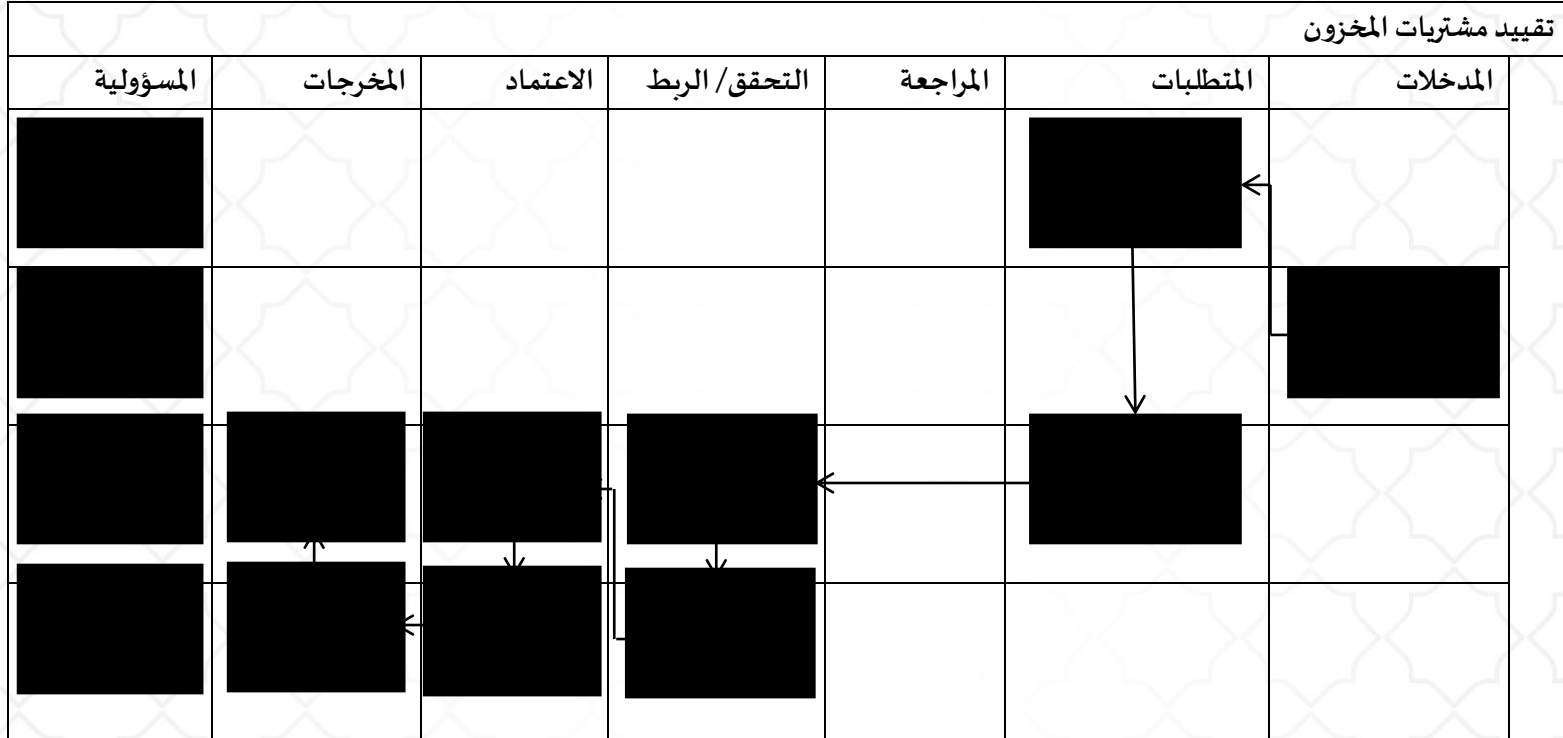 تقييد مشتريات المخزون
المدخلات المتطلبات المراجعة التحقق/ الربط الاعتماد المخرجات المسؤولية